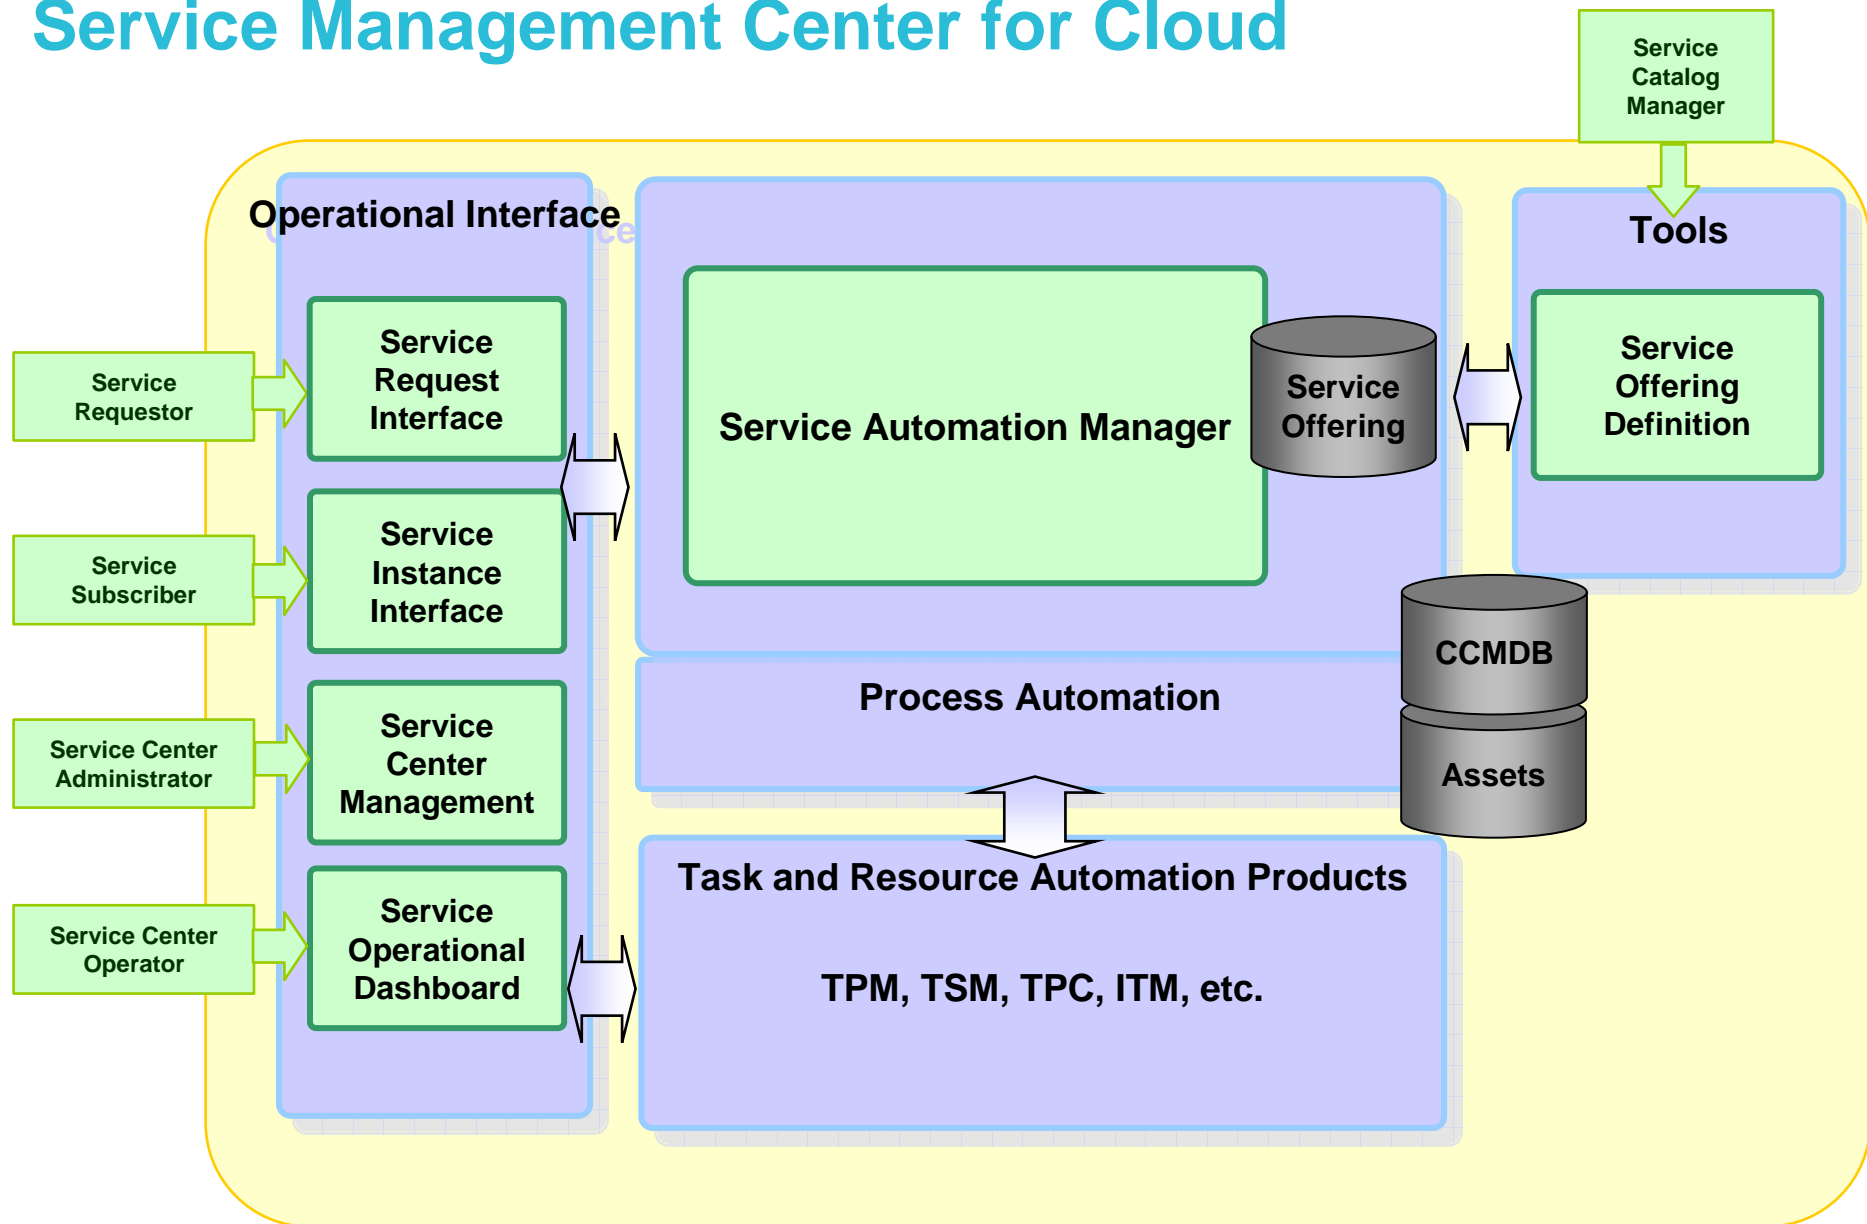 Service Management Center for Cloud
Service
Catalog
Manager
Operational Interface
Tools
Service
Request
Interface
Service
Requestor
Service Automation Manager
Service
Offering
Service
Offering
Definition
Service
Instance
Interface
Service
Subscriber
CCMDB
Process Automation
Service
Center
Management
Service Center
Administrator
Assets
Task and Resource Automation Products
Service
Operational
Dashboard
Service Center
Operator
TPM, TSM, TPC, ITM, etc.